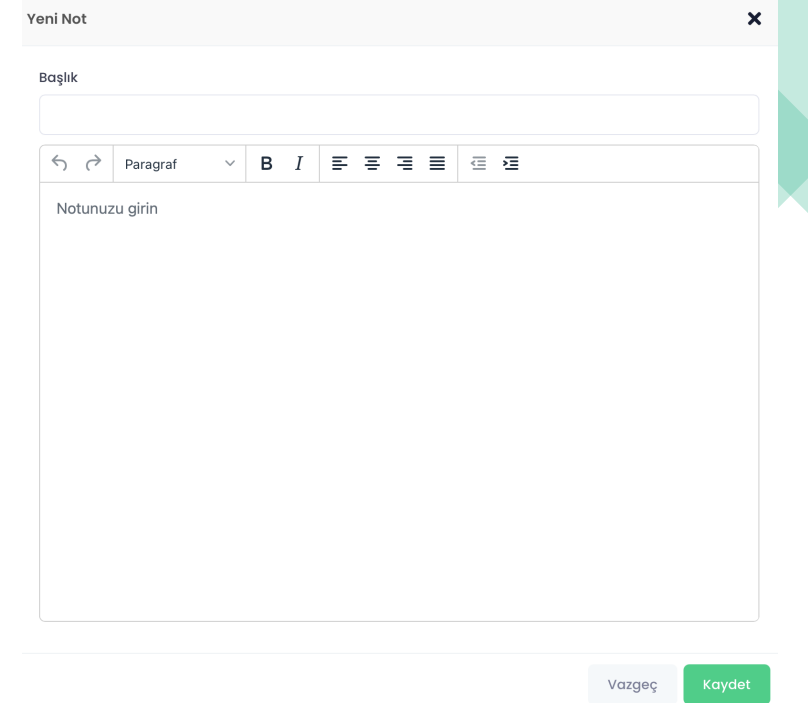 Yeni Not
Başlık
Paragraf B I
Notunuzu girin
Vazgeç Kaydet